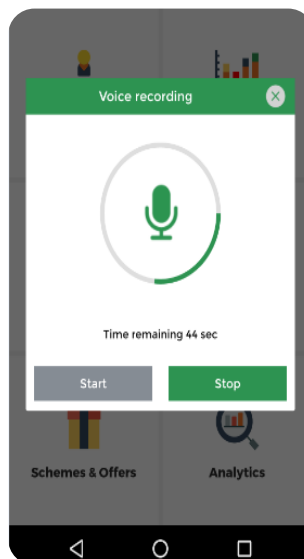 Voice recording
Time remaining 44 sec
Start
Stop
Schemes & Offers
Analytics